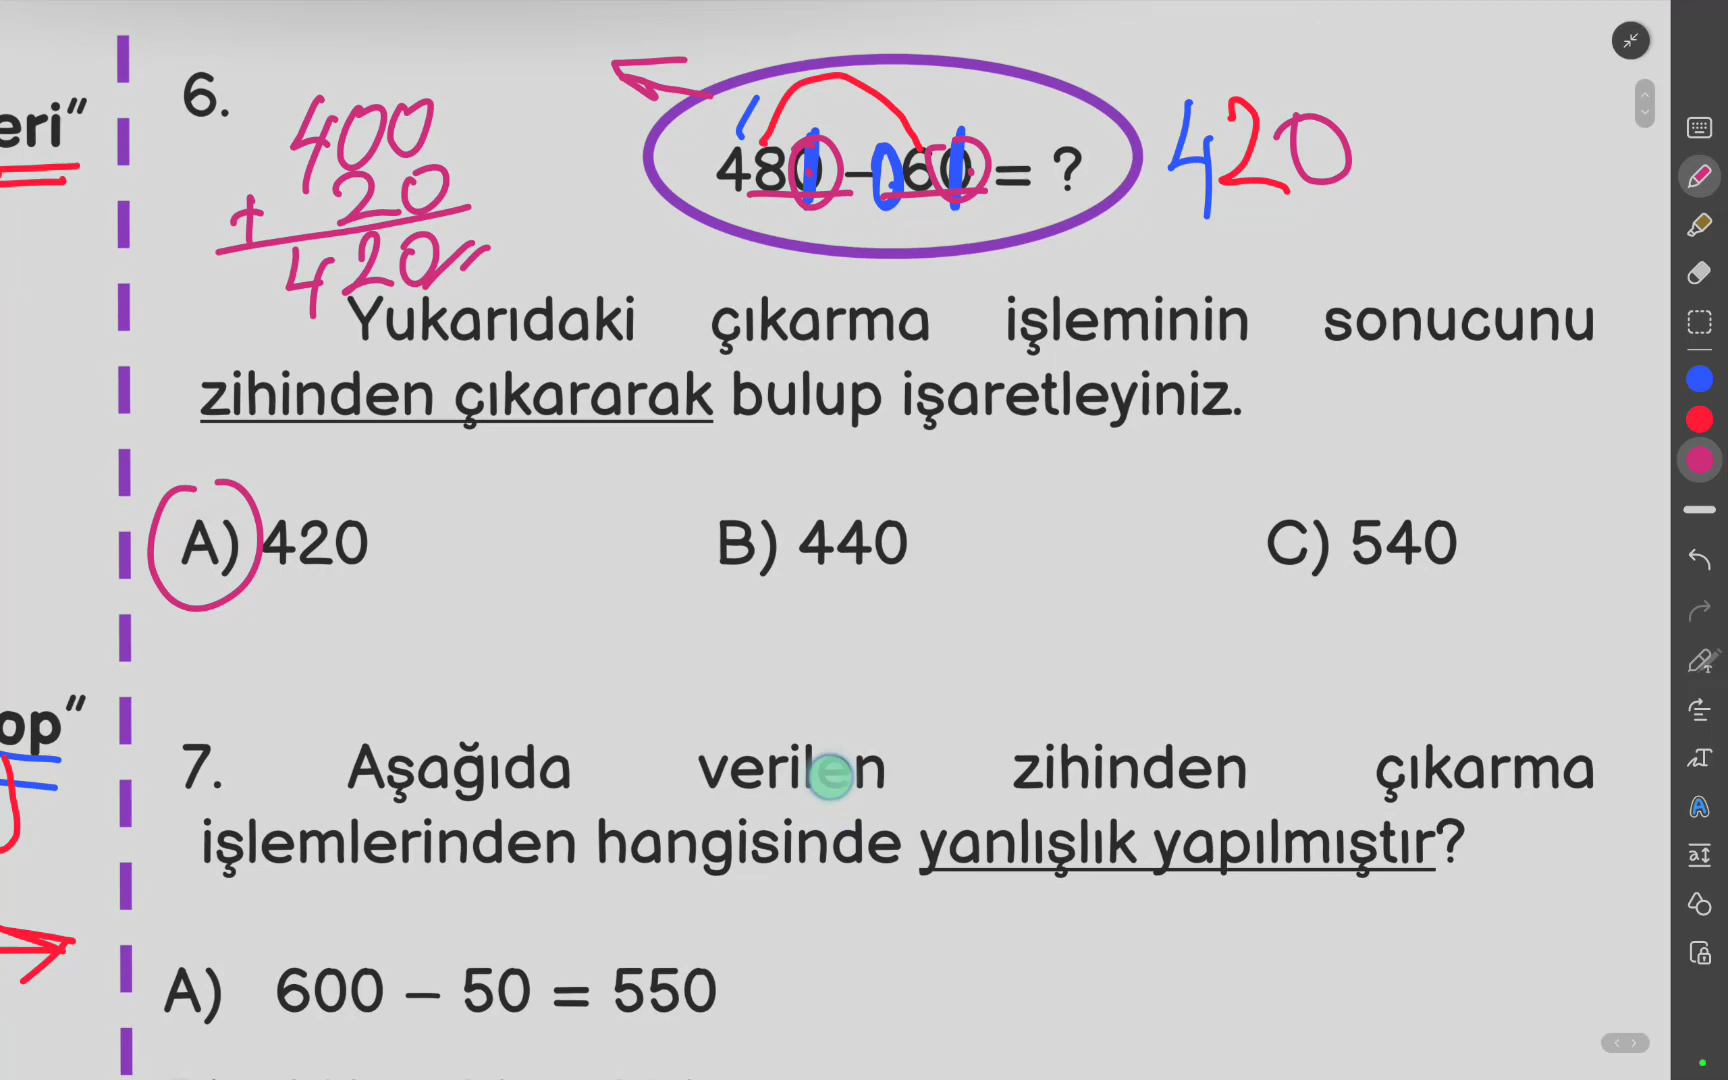 eri”
op”
6.
400
+ 20
420
480 – 060 = ?
420
Yukarıdaki çıkarma işleminin sonucunu
zihinden çıkararak bulup işaretleyiniz.
A) 420 B) 440 C) 540
7. Aşağıda verilen zihinden çıkarma
işlemlerinden hangisinde yanlışlık yapılmıştır?
A) 600 – 50 = 550